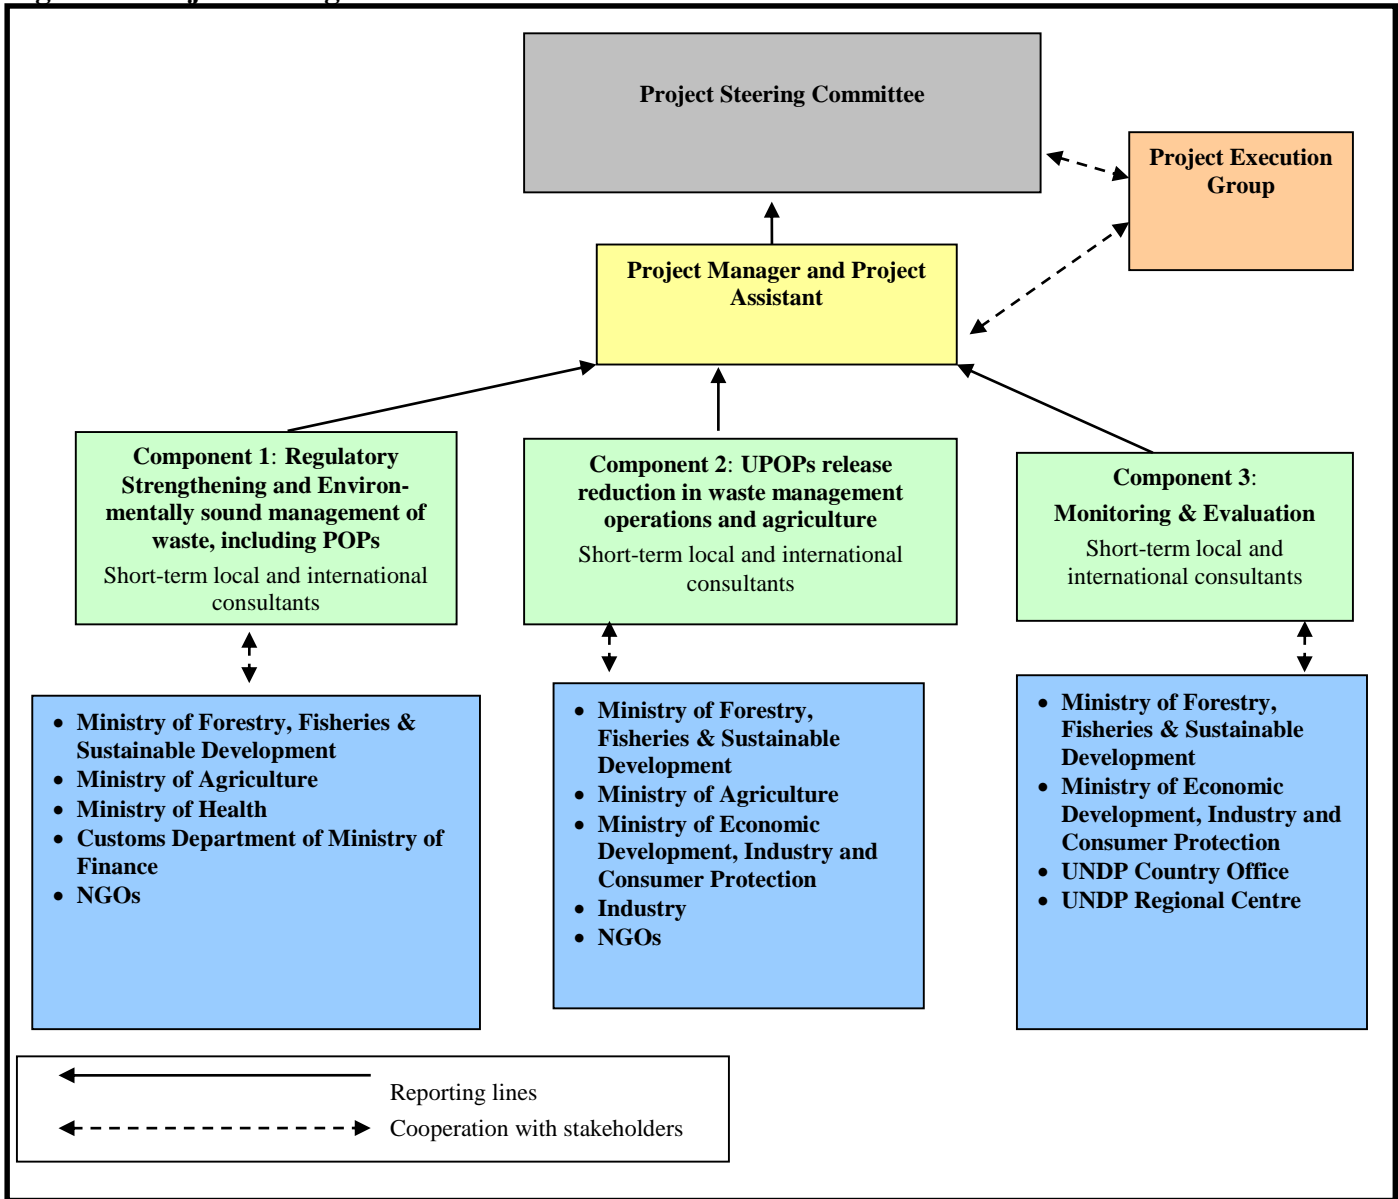 Project Steering Committee
Project Execution
Group
Project Manager and Project
Assistant
Component 1: Regulatory
Strengthening and Environ-
mentally sound management of
waste, including POPs
Short-term local and international
consultants
Component 2: UPOPs release
reduction in waste management
operations and agriculture
Short-term local and international
consultants
Component 3:
Monitoring & Evaluation
Short-term local and
international consultants
• Ministry of Forestry, Fisheries &
Sustainable Development
• Ministry of Agriculture
• Ministry of Health
• Customs Department of Ministry of
Finance
• NGOs
• Ministry of Forestry,
Fisheries & Sustainable
Development
• Ministry of Agriculture
• Ministry of Economic
Development, Industry and
Consumer Protection
• Industry
• NGOs
• Ministry of Forestry,
Fisheries & Sustainable
Development
• Ministry of Economic
Development, Industry and
Consumer Protection
• UNDP Country Office
• UNDP Regional Centre
Reporting lines
Cooperation with stakeholders